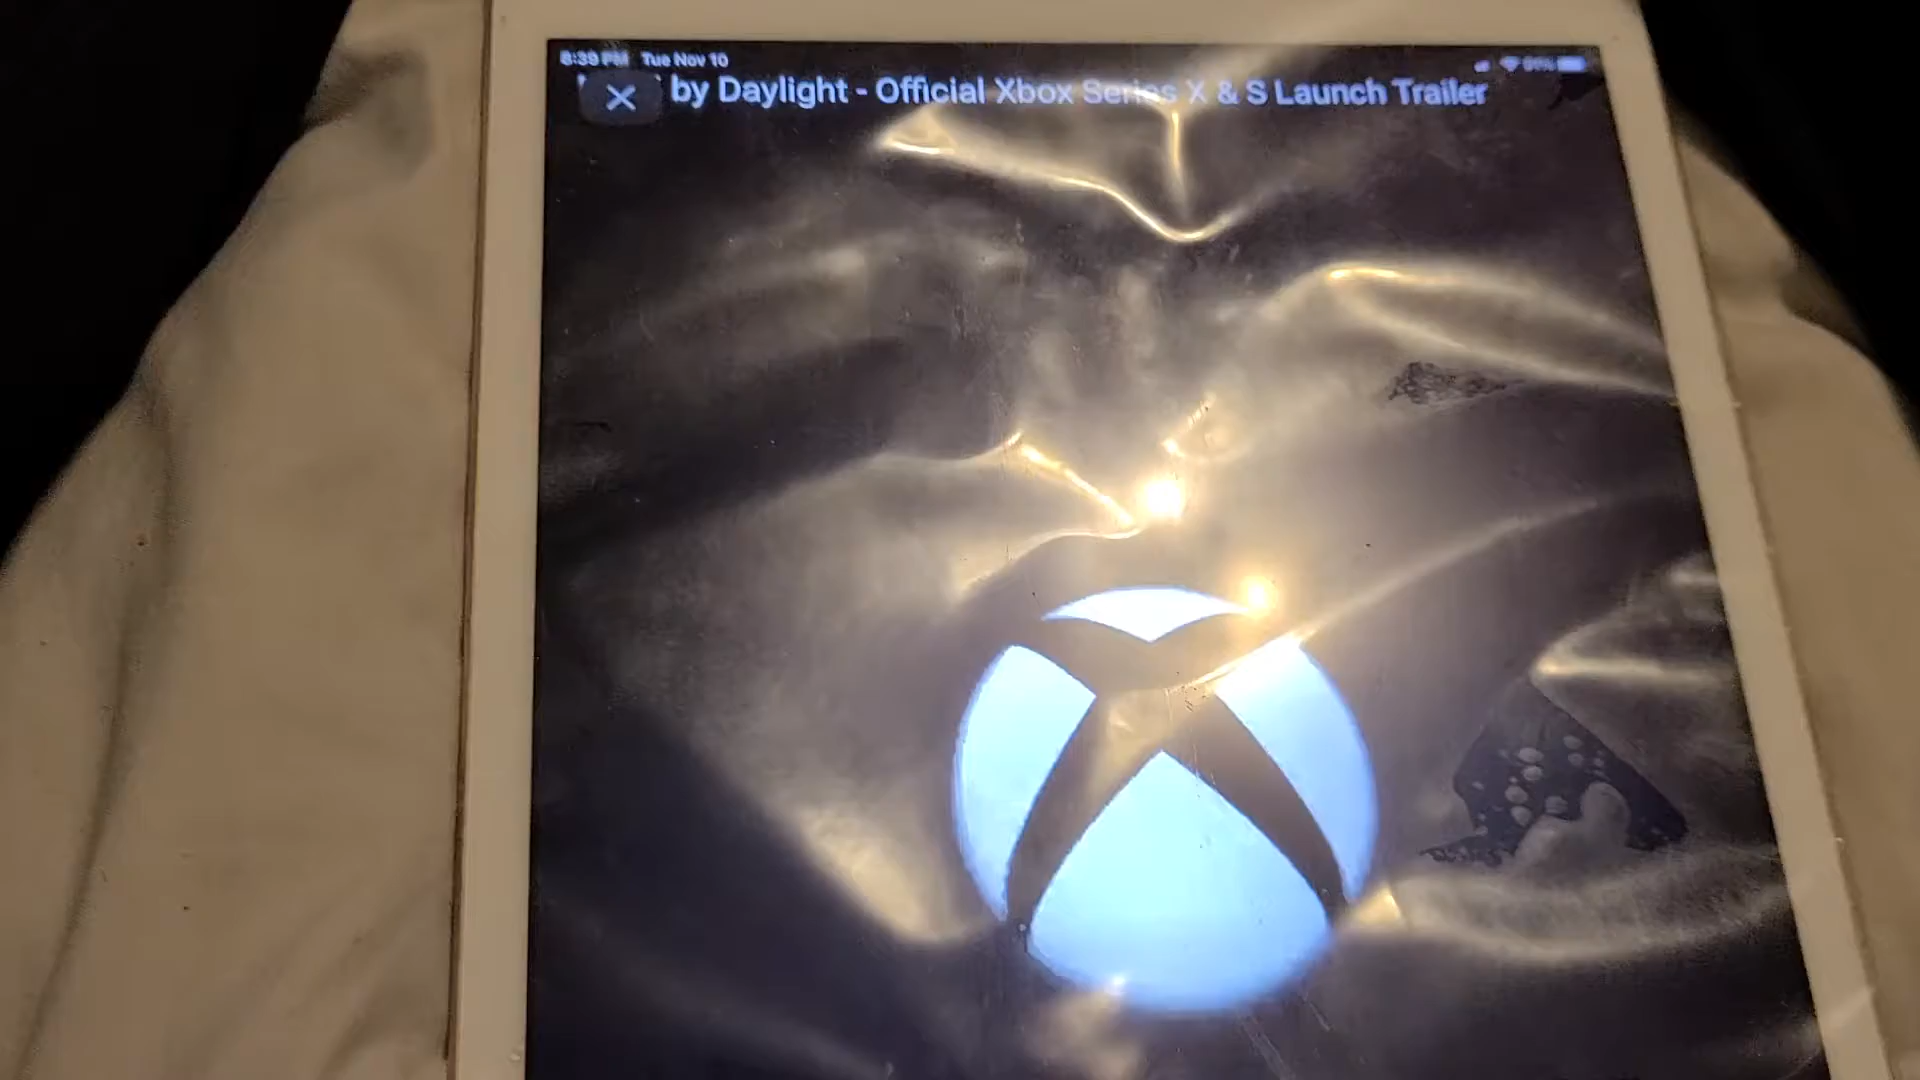 8:39 PM Tue Nov 10
by Daylight - Official Xbox Series X & S Launch Trailer